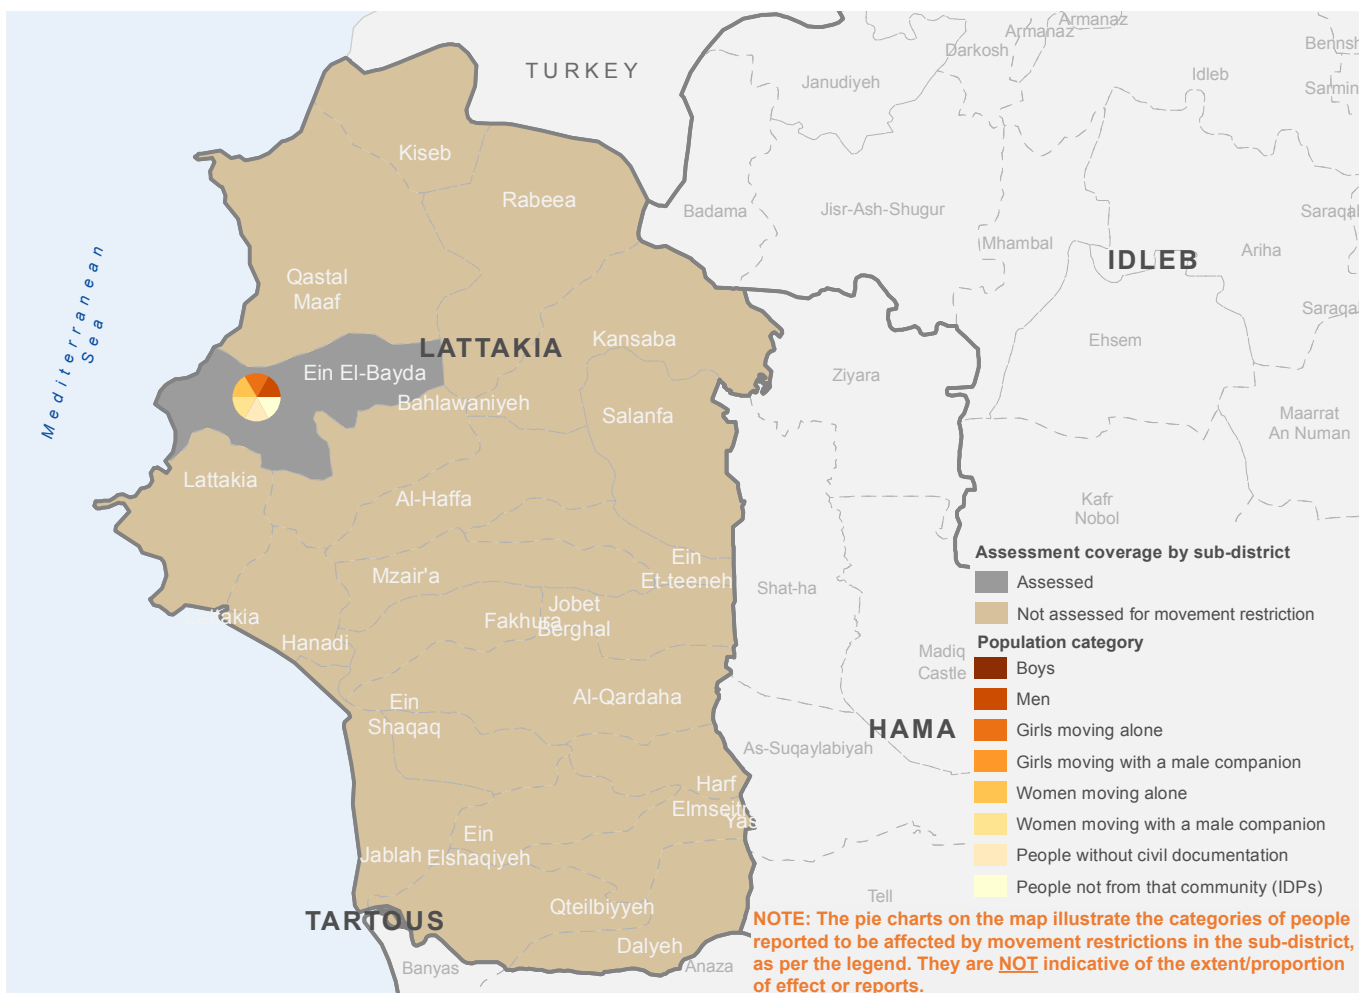 TURKEY
Armanaz
Armanaz
Darkosh
Bennsh
Idleb
Janudiyeh
Sarmin
Kiseb
Rabeea
Badama
Jisr-Ash-Shugur
Saraqab
Mhambal
Ariha
IDLEB
Mediterranean
Sea
Qastal
Maaf
Saraqab
Kansaba
Ehsem
LATTAKIA
Ein El-Bayda
Ziyara
Bahlawaniyeh
Salanfa
Maarrat
An Numan
Lattakia
Al-Haffa
Kafr
Nobol
Assessment coverage by sub-district
Assessed
Not assessed for movement restriction
Ein
Et-teeneh
Mzair'a
Shat-ha
Jobet
Berghal
Fakhura
Lattakia
Hanadi
Population category
Boys
Men
Girls moving alone
Girls moving with a male companion
Women moving alone
Women moving with a male companion
People without civil documentation
People not from that community (IDPs)
Madiq
Castle
Al-Qardaha
Ein
Shaqaq
HAMA
As-Suqaylabiyah
Harf
Elmseitra
Yas
Ein
Elshaqiyeh
Jablah
Tell
Qteilbiyyeh
TARTOUS
Dalyeh
Banyas
Anaza
NOTE: The pie charts on the map illustrate the categories of people
reported to be affected by movement restrictions in the sub-district,
as per the legend. They are NOT indicative of the extent/proportion
of effect or reports.